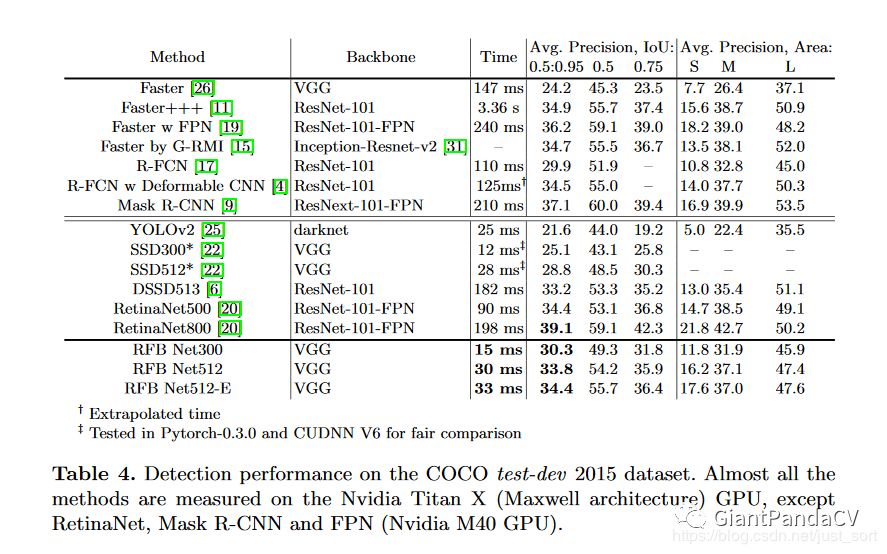 Method Backbone Time Avg. Precision, IoU: Avg. Precision, Area:
0.5:0.95 0.5 0.75 S M L
Faster [26] VGG 147 ms 24.2 45.3 23.5 7.7 26.4 37.1
Faster+++ [11] ResNet-101 3.36 s 34.9 55.7 37.4 15.6 38.7 50.9
Faster w FPN [19] ResNet-101-FPN 240 ms 36.2 59.1 39.0 18.2 39.0 48.2
Faster by G-RMI [15] Inception-Resnet-v2 [31] – 34.7 55.5 36.7 13.5 38.1 52.0
R-FCN [17] ResNet-101 110 ms 29.9 51.9 – 10.8 32.8 45.0
R-FCN w Deformable CNN [4] ResNet-101 125ms† 34.5 55.0 – 14.0 37.7 50.3
Mask R-CNN [9] ResNext-101-FPN 210 ms 37.1 60.0 39.4 16.9 39.9 53.5
YOLOv2 [25] darknet 25 ms 21.6 44.0 19.2 5.0 22.4 35.5
SSD300* [22] VGG 12 ms‡ 25.1 43.1 25.8 – – –
SSD512* [22] VGG 28 ms‡ 28.8 48.5 30.3 – – –
DSSD513 [6] ResNet-101 182 ms 33.2 53.3 35.2 13.0 35.4 51.1
RetinaNet500 [20] ResNet-101-FPN 90 ms 34.4 53.1 36.8 14.7 38.5 49.1
RetinaNet800 [20] ResNet-101-FPN 198 ms 39.1 59.1 42.3 21.8 42.7 50.2
RFB Net300 VGG 15 ms 30.3 49.3 31.8 11.8 31.9 45.9
RFB Net512 VGG 30 ms 33.8 54.2 35.9 16.2 37.1 47.4
RFB Net512-E VGG 33 ms 34.4 55.7 36.4 17.6 37.0 47.6
† Extrapolated time
‡ Tested in Pytorch-0.3.0 and CUDNN V6 for fair comparison
Table 4. Detection performance on the COCO test-dev 2015 dataset. Almost all the
methods are measured on the Nvidia Titan X (Maxwell architecture) GPU, except
RetinaNet, Mask R-CNN and FPN (Nvidia M40 GPU).
GiantPandaCV
https://blog.csdn.net/just_sort